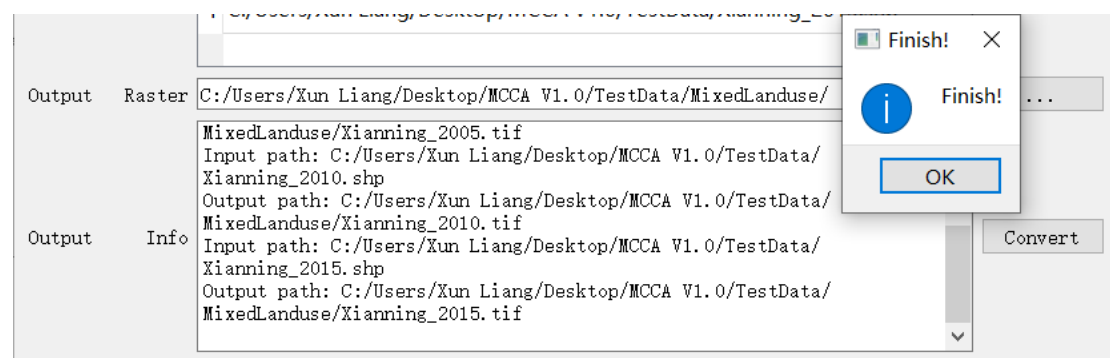 Finish!
Finish!
OK
Output Raster C:/Users/Xun Liang/Desktop/MCCA V1.0/TestData/MixedLanduse/ ...
MixedLanduse/Xianning_2005.tif
Input path: C:/Users/Xun Liang/Desktop/MCCA V1.0/TestData/
Xianning_2010.shp
Output path: C:/Users/Xun Liang/Desktop/MCCA V1.0/TestData/
MixedLanduse/Xianning_2010.tif
Output Info
Input path: C:/Users/Xun Liang/Desktop/MCCA V1.0/TestData/
Xianning_2015.shp
Output path: C:/Users/Xun Liang/Desktop/MCCA V1.0/TestData/
MixedLanduse/Xianning_2015.tif
Convert